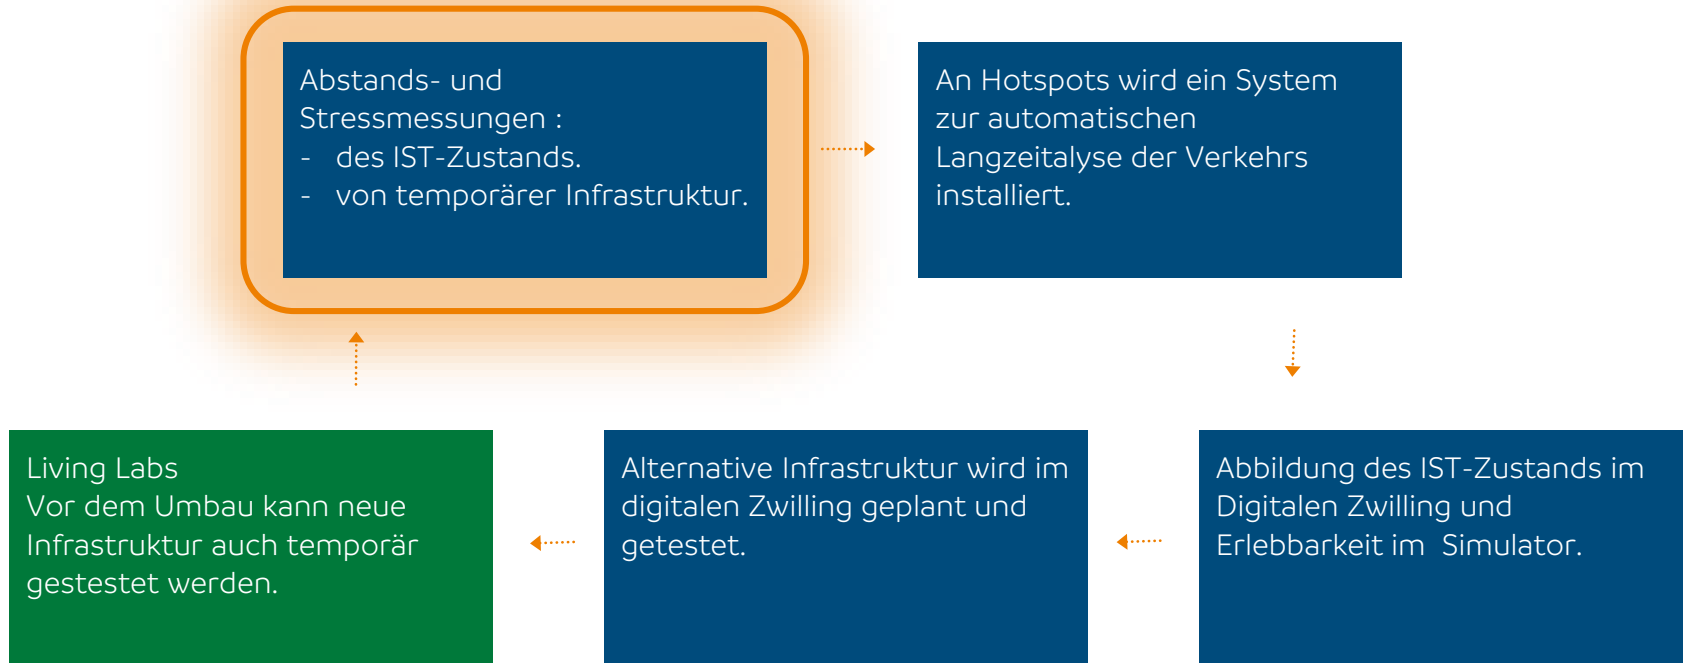 Abstands- und
Stressmessungen :
- des IST-Zustands.
- von temporärer Infrastruktur.
An Hotspots wird ein System
zur automatischen
Langzeitalyse der Verkehrs
installiert.
Living Labs
Vor dem Umbau kann neue
Infrastruktur auch temporär
gestestet werden.
Alternative Infrastruktur wird im
digitalen Zwilling geplant und
getestet.
Abbildung des IST-Zustands im
Digitalen Zwilling und
Erlebbarkeit im  Simulator.